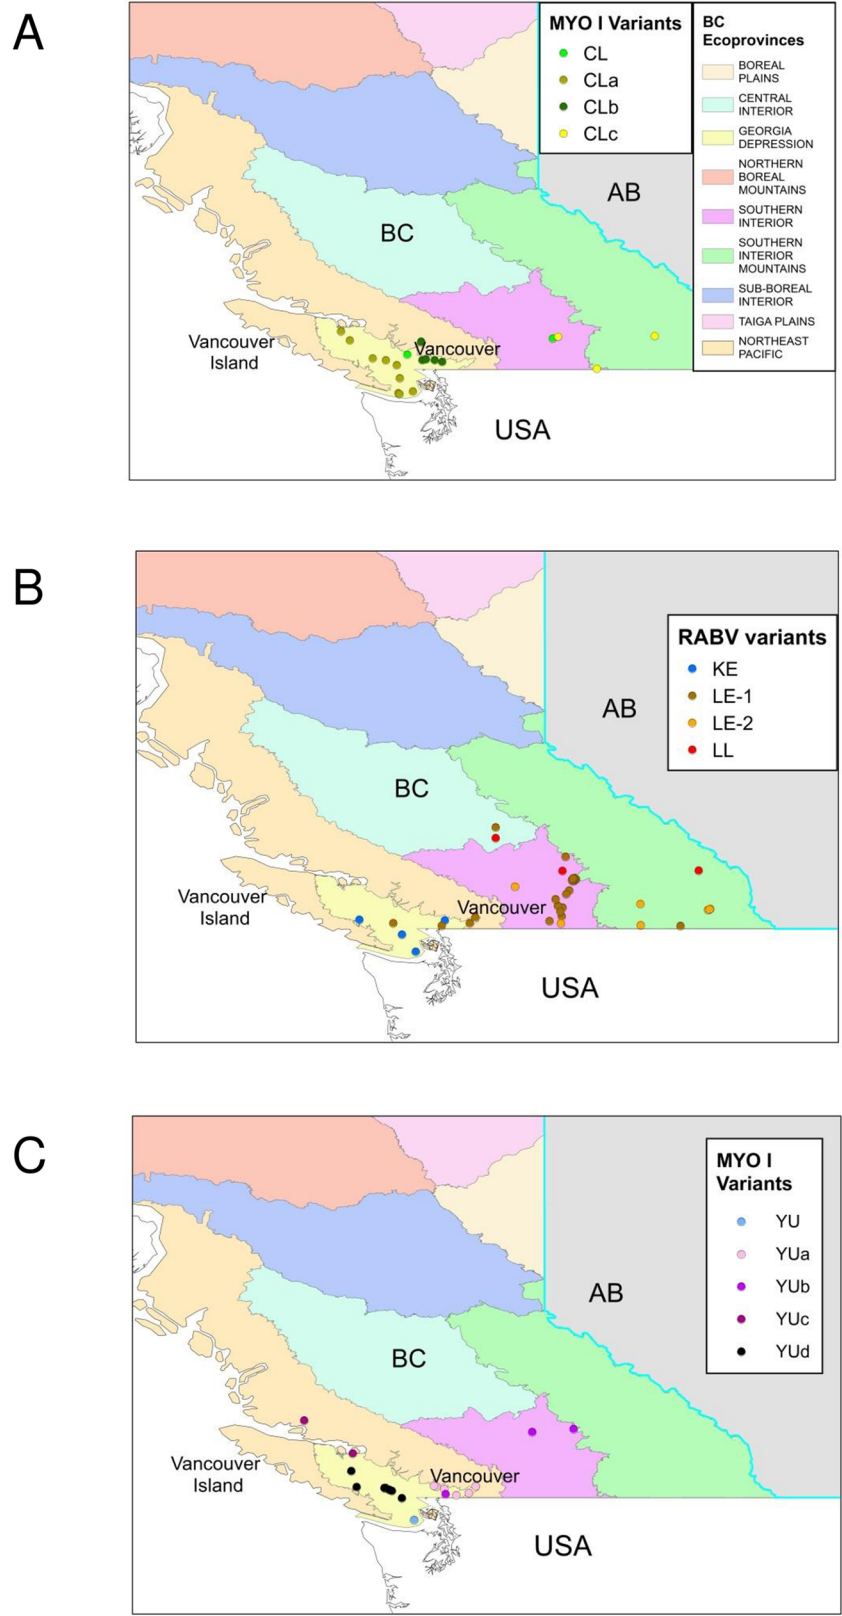 A
MYO I Variants
CL
CLa
CLb
CLc
BC
Ecoprovinces
BOREAL
PLAINS
CENTRAL
INTERIOR
GEORGIA
DEPRESSION
NORTHERN
BOREAL
MOUNTAINS
SOUTHERN
INTERIOR
SOUTHERN
INTERIOR
MOUNTAINS
SUB-BOREAL
INTERIOR
TAIGA PLAINS
NORTHEAST
PACIFIC
AB
BC
Vancouver
Island
Vancouver
USA
B
RABV variants
KE
LE-1
LE-2
LL
AB
BC
Vancouver
Island
Vancouver
USA
C
MYO I
Variants
YU
YUa
YUb
YUc
YUd
AB
BC
Vancouver
Island
Vancouver
USA